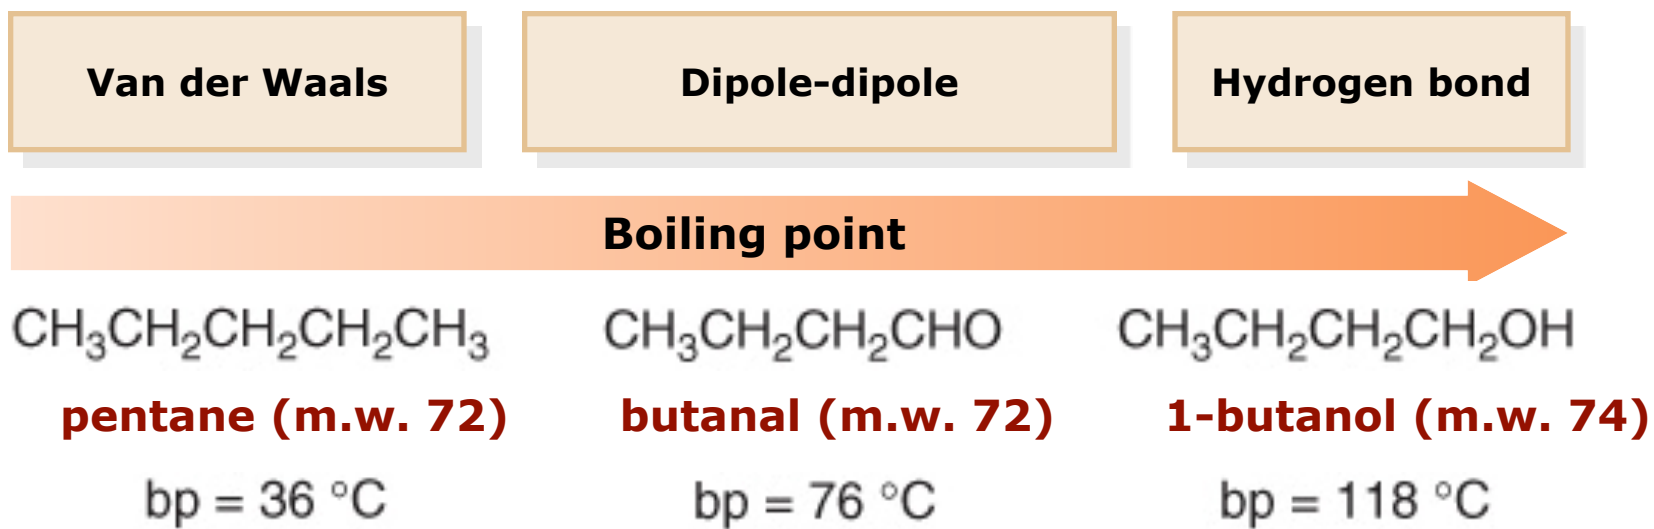 Van der Waals
Dipole-dipole
Hydrogen bond
Boiling point
CH₃CH₂CH₂CH₂CH₃
CH₃CH₂CH₂CHO
CH₃CH₂CH₂CH₂OH
pentane (m.w. 72)
butanal (m.w. 72)
1-butanol (m.w. 74)
bp = 36 °C
bp = 76 °C
bp = 118 °C